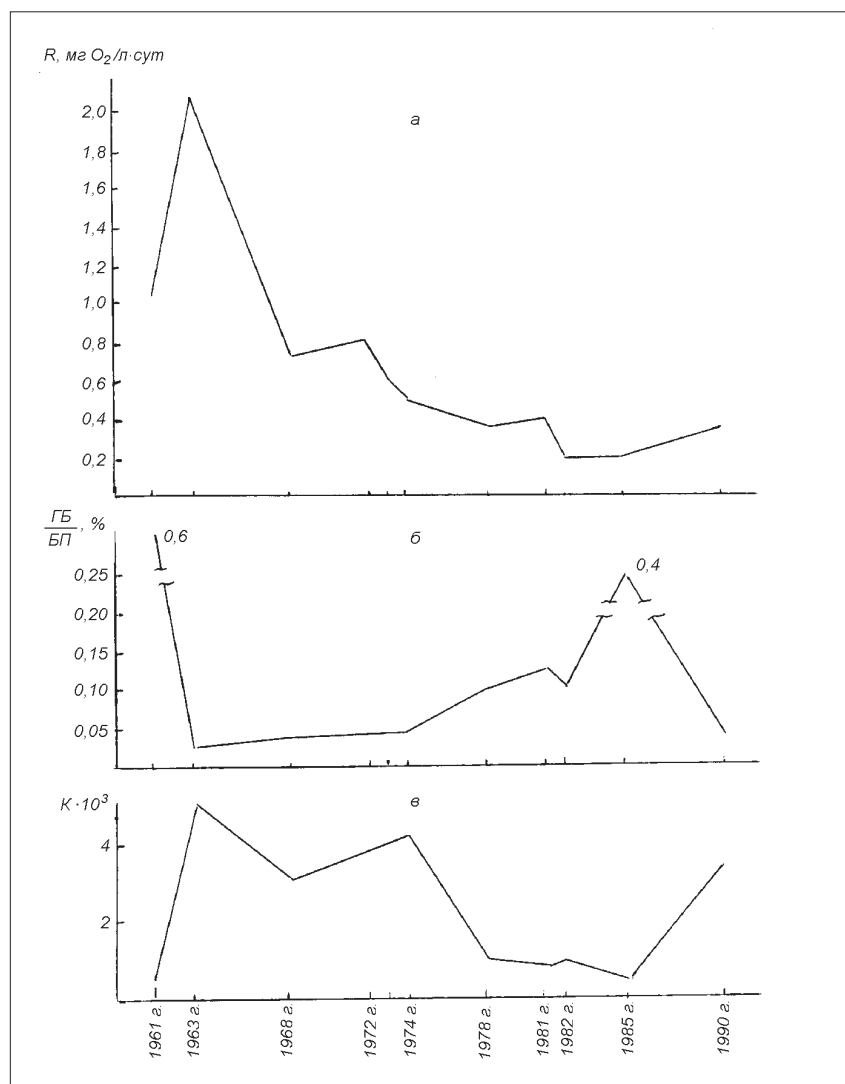 R, мг O₂/л·сут
а
2,0
1,8
1,6
1,4
1,2
1,0
0,8
0,6
0,4
0,2
ГБ
БП , %
0,6
б
0,4
0,25
0,20
0,15
0,10
0,05
K·10³
в
4
2
1961 г.
1963 г.
1968 г.
1972 г.
1974 г.
1978 г.
1981 г.
1982 г.
1985 г.
1990 г.